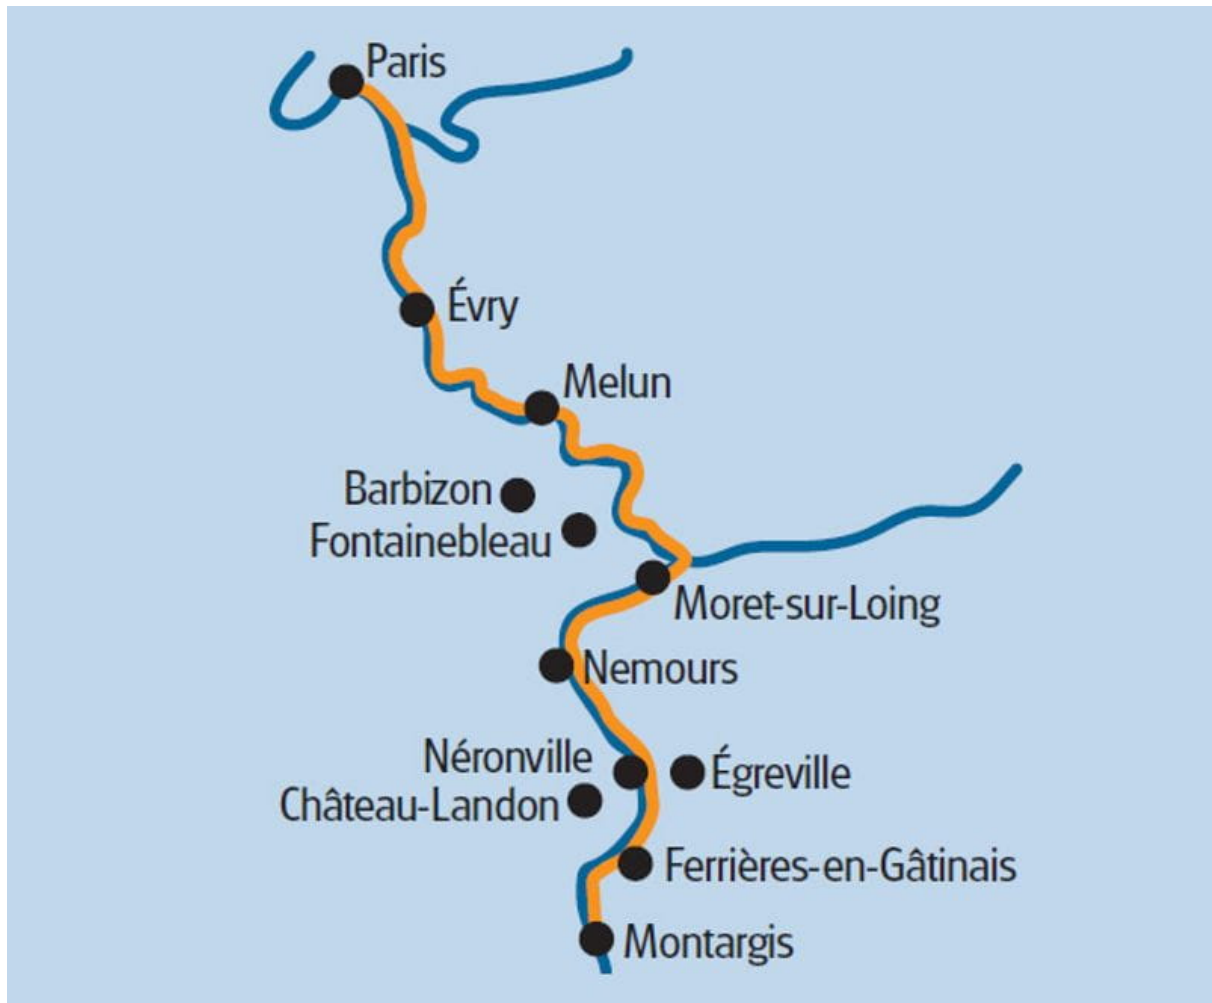 Paris
Évry
Melun
Barbizon
Fontainebleau
Moret-sur-Loing
Nemours
Néronville
Égreville
Château-Landon
Ferrières-en-Gâtinais
Montargis